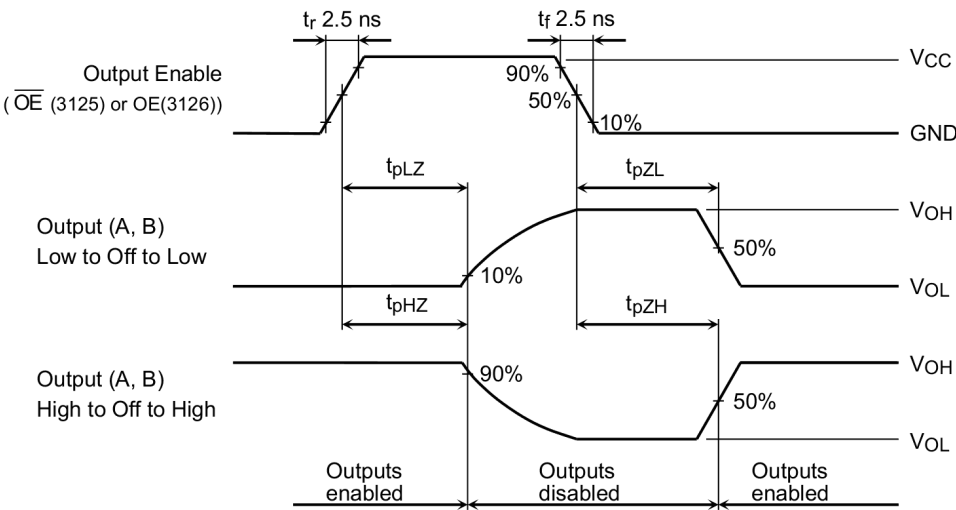 tr 2.5 ns
tf 2.5 ns
Output Enable
( OE (3125) or OE(3126))
90%
50%
10%
VCC
GND
tpLZ
tpZL
Output (A, B)
Low to Off to Low
10%
50%
VOH
VOL
tpHZ
tpZH
Output (A, B)
High to Off to High
90%
50%
VOH
VOL
Outputs
enabled
Outputs
disabled
Outputs
enabled